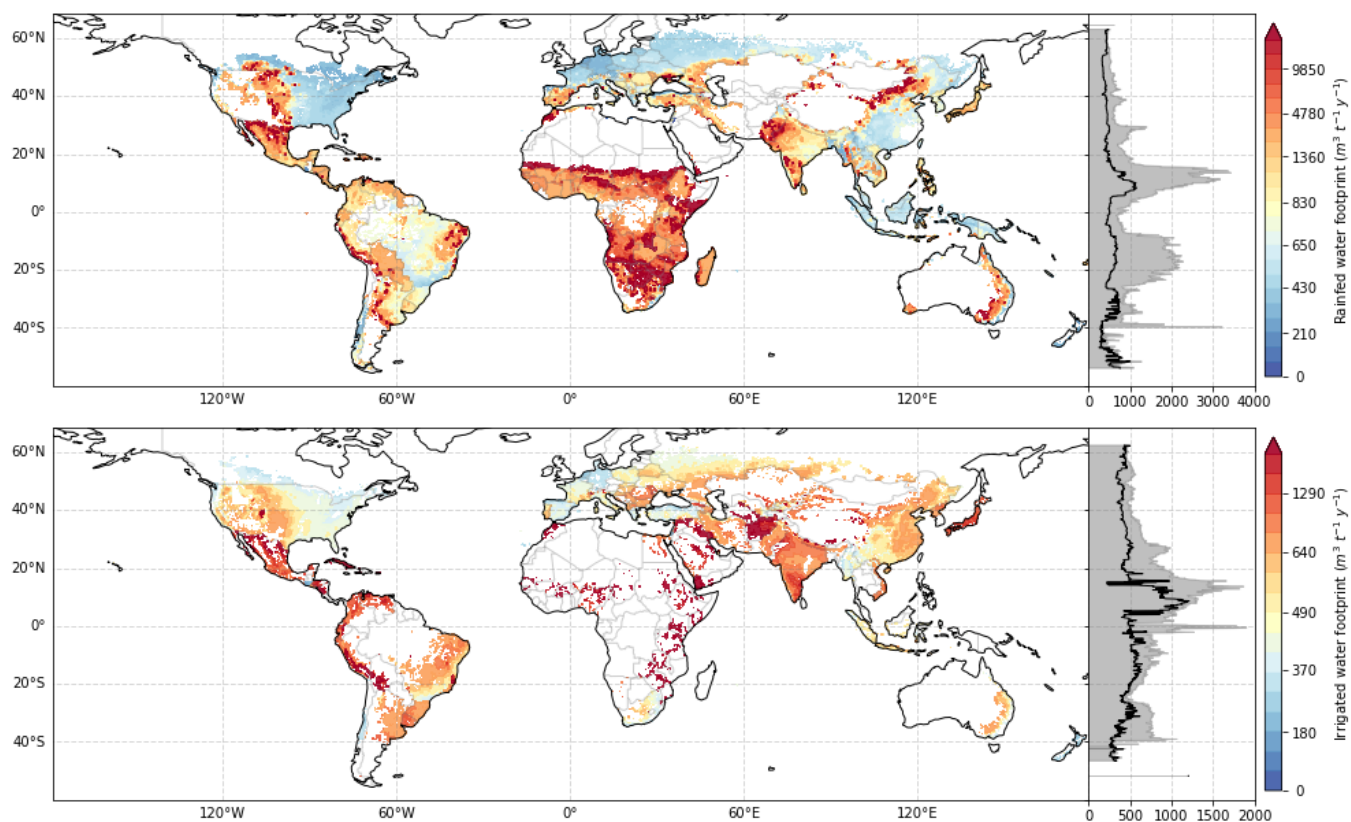 60°N
40°N
20°N
0°
20°S
40°S
120°W
60°W
0°
60°E
120°E
0
1000
2000
3000
4000
9850
4780
1360
830
650
430
210
0
Rainfed water footprint (m³ t⁻¹ y⁻¹)
60°N
40°N
20°N
0°
20°S
40°S
120°W
60°W
0°
60°E
120°E
0
500
1000
1500
2000
1290
640
490
370
180
0
Irrigated water footprint (m³ t⁻¹ y⁻¹)